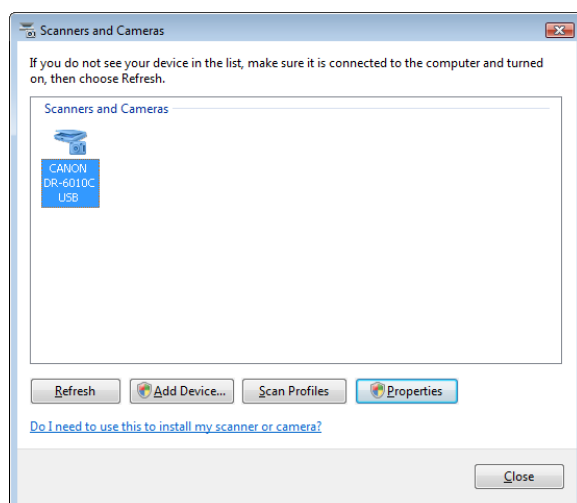 Scanners and Cameras
If you do not see your device in the list, make sure it is connected to the computer and turned
on, then choose Refresh.
Scanners and Cameras
CANON
DR-6010C
USB
Refresh
Add Device...
Scan Profiles
Properties
Do I need to use this to install my scanner or camera?
Close